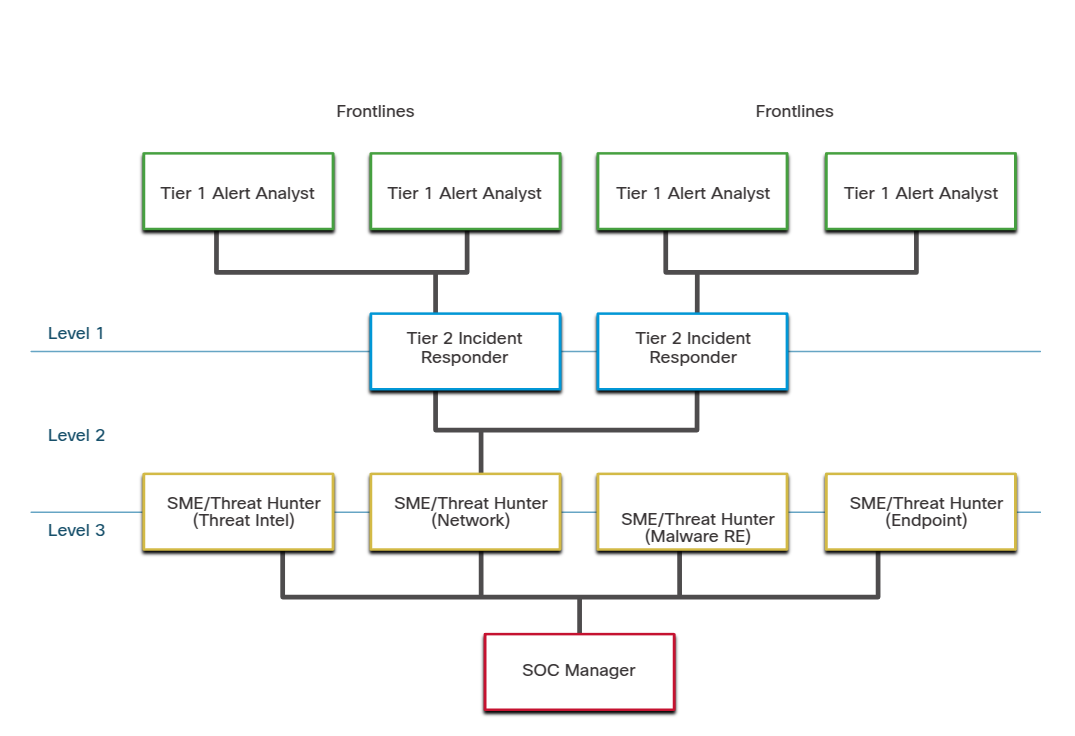 Frontlines
Frontlines
Tier 1 Alert Analyst
Tier 1 Alert Analyst
Tier 1 Alert Analyst
Tier 1 Alert Analyst
Level 1
Tier 2 Incident
Responder
Tier 2 Incident
Responder
Level 2
SME/Threat Hunter
(Threat Intel)
SME/Threat Hunter
(Network)
SME/Threat Hunter
(Malware RE)
SME/Threat Hunter
(Endpoint)
Level 3
SOC Manager